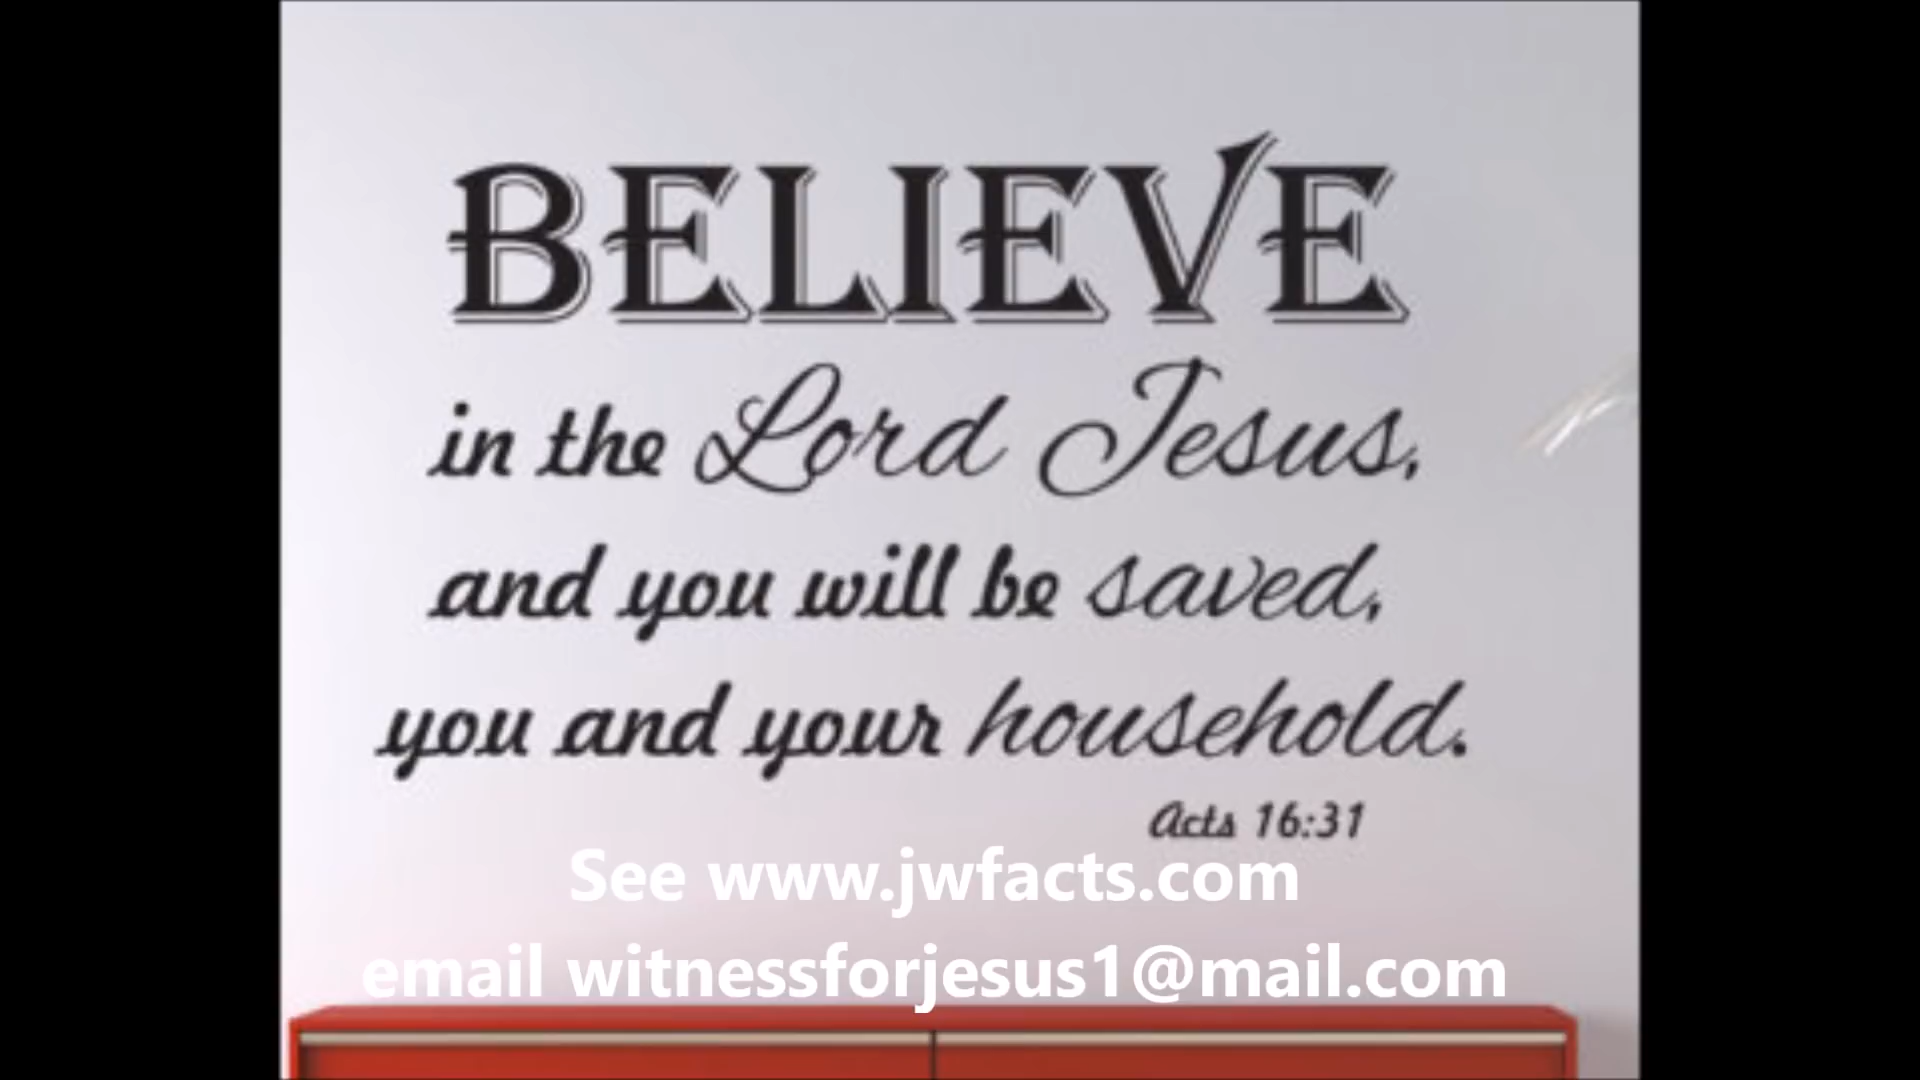 BELIEVE
in the Lord Jesus,
and you will be saved,
you and your household.
Acts 16:31
See www.jwfacts.com
email witnessforjesus1@mail.com